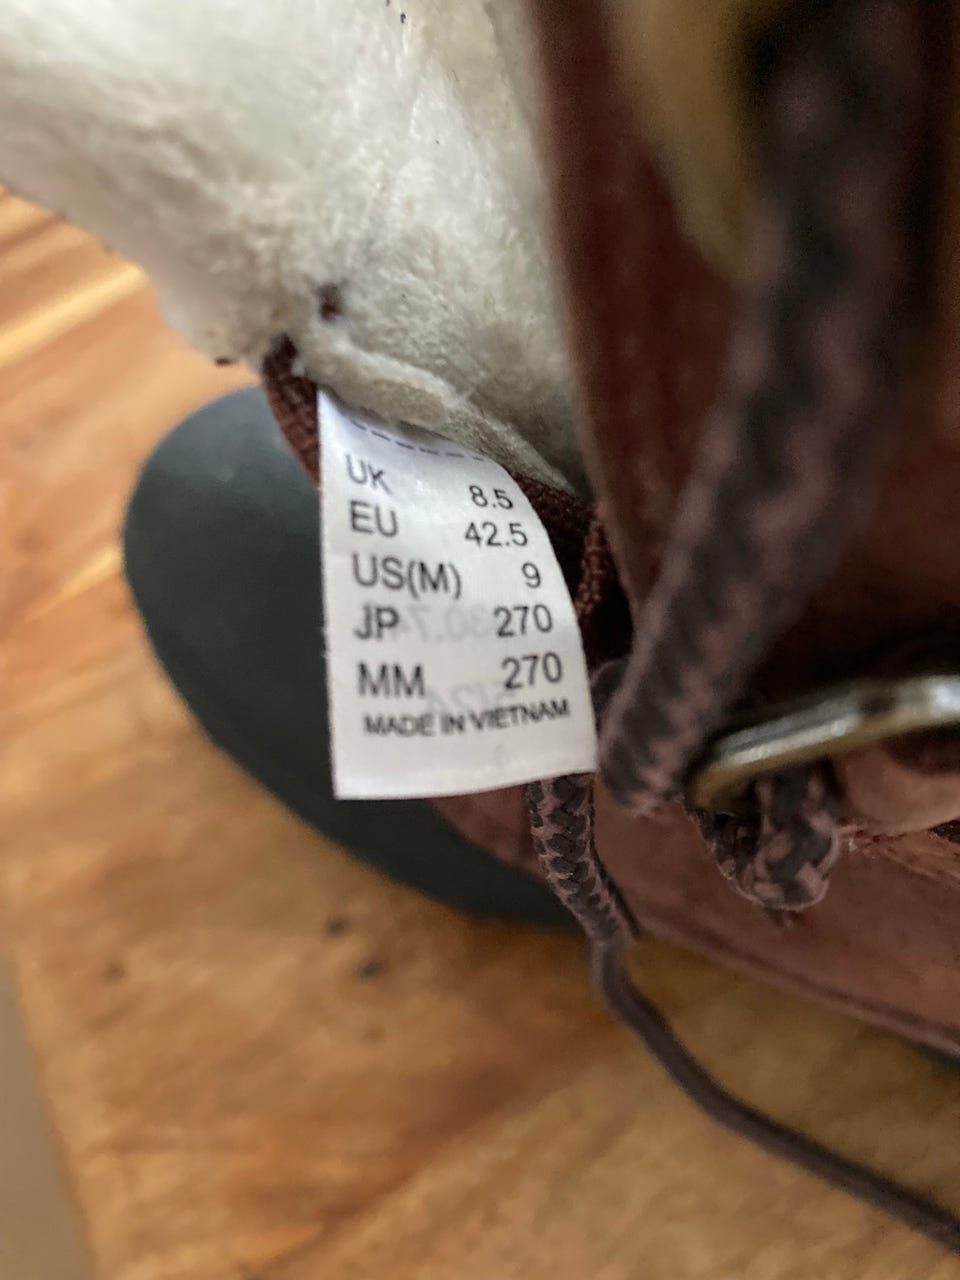 UK 8.5
EU 42.5
US(M) 9
JP 270
MM 270
MADE IN VIETNAM